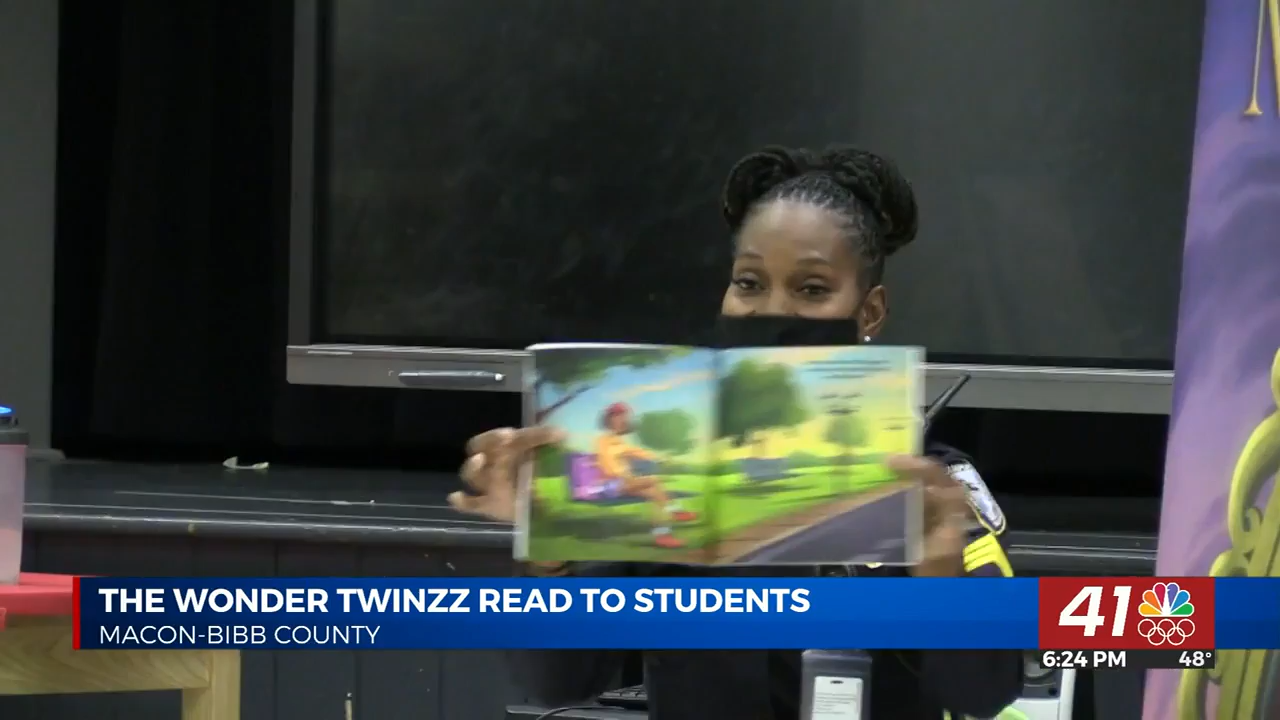 THE WONDER TWINZZ READ TO STUDENTS
MACON-BIBB COUNTY
41
6:24 PM 48°